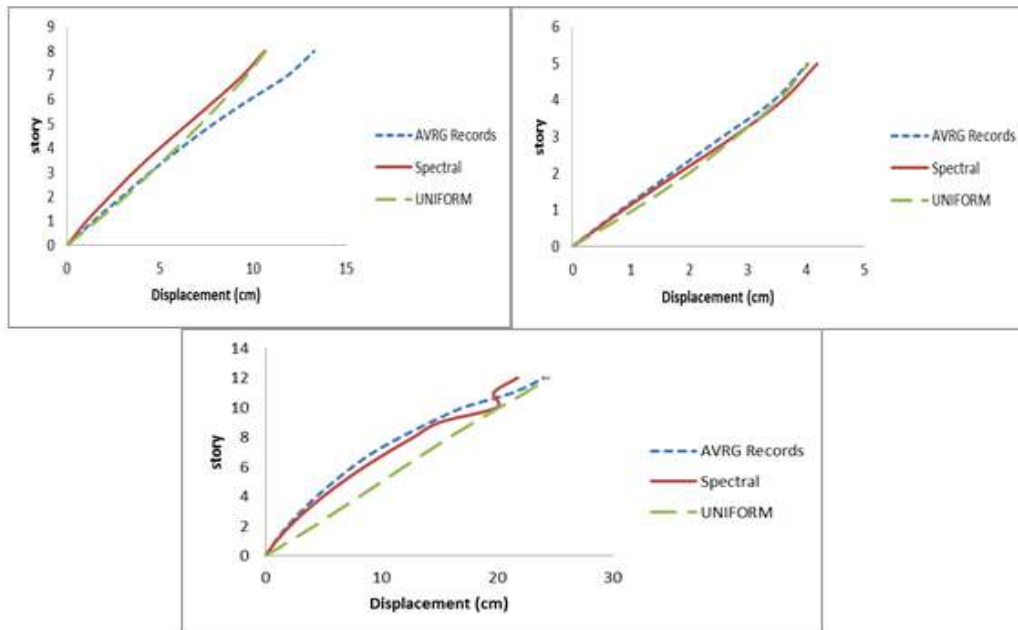 9
8
7
6
5
4
3
2
1
0
story
0 5 10 15
Displacement (cm)
AVRG Records
Spectral
UNIFORM
6
5
4
3
2
1
0
story
0 1 2 3 4 5
Displacement (cm)
AVRG Records
Spectral
UNIFORM
14
12
10
8
6
4
2
0
story
0 10 20 30
Displacement (cm)
AVRG Records
Spectral
UNIFORM